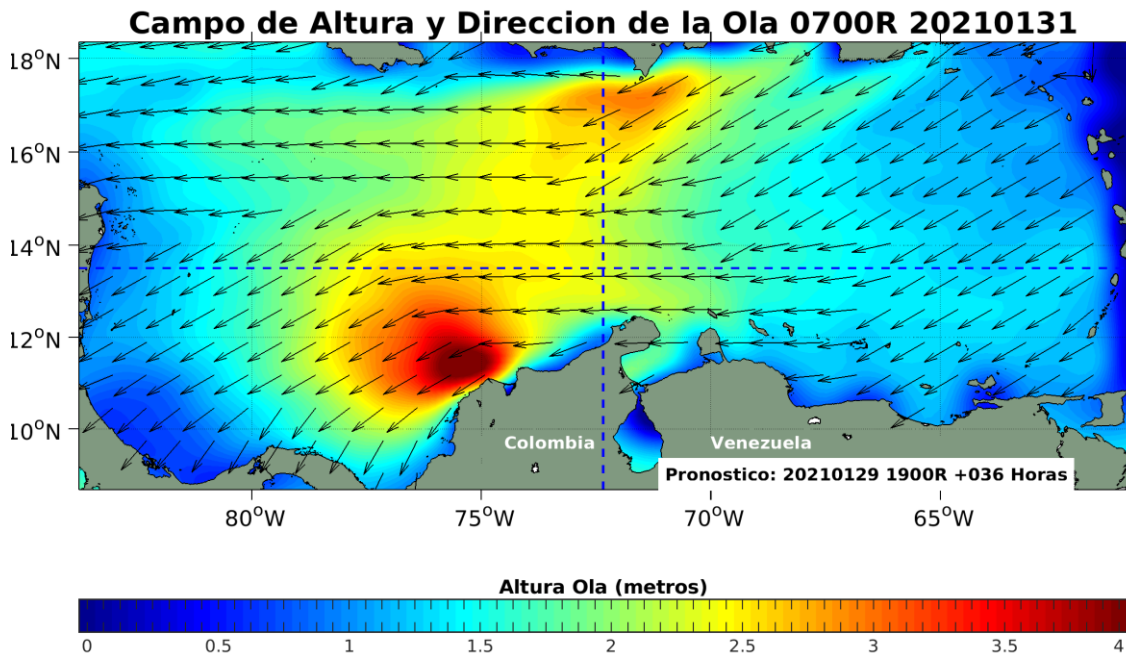 Campo de Altura y Direccion de la Ola 0700R 20210131
18°N
16°N
14°N
12°N
10°N
Colombia
Venezuela
Pronostico: 20210129 1900R +036 Horas
80°W
75°W
70°W
65°W
Altura Ola (metros)
0
0.5
1
1.5
2
2.5
3
3.5
4